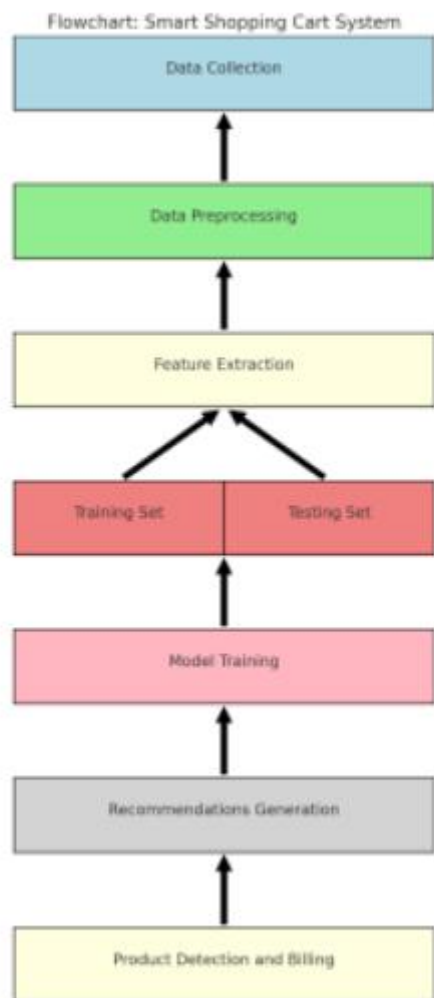 Flowchart: Smart Shopping Cart System
Data Collection
Data Preprocessing
Feature Extraction
Training Set
Testing Set
Model Training
Recommendations Generation
Product Detection and Billing